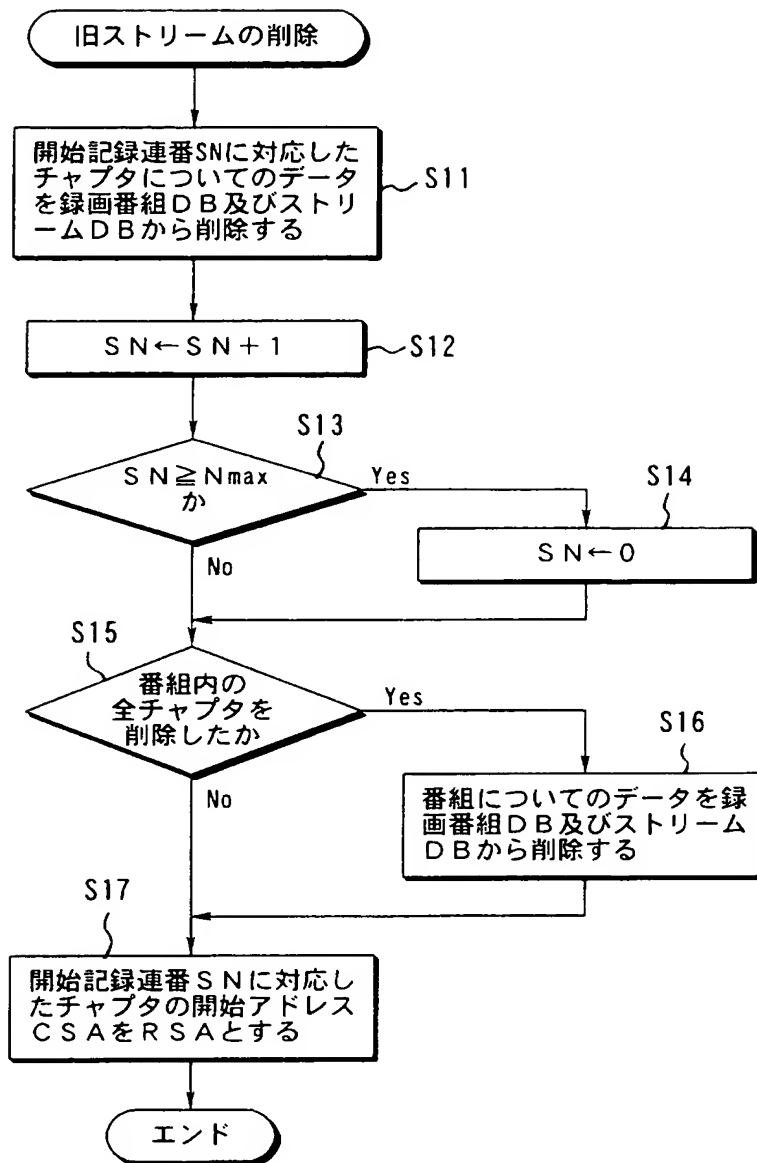 旧ストリームの削除
開始記録連番SNに対応した
チャプタについてのデータ
を録画番組DB及びストリ
ームDBから削除する
S11
SN←SN+1
S12
S13
SN≧Nmax
か
Yes
No
S14
SN←0
S15
番組内の
全チャプタを
削除したか
Yes
No
S16
番組についてのデータを録
画番組DB及びストリーム
DBから削除する
S17
開始記録連番SNに対応し
たチャプタの開始アドレス
CSAをRSAとする
エンド